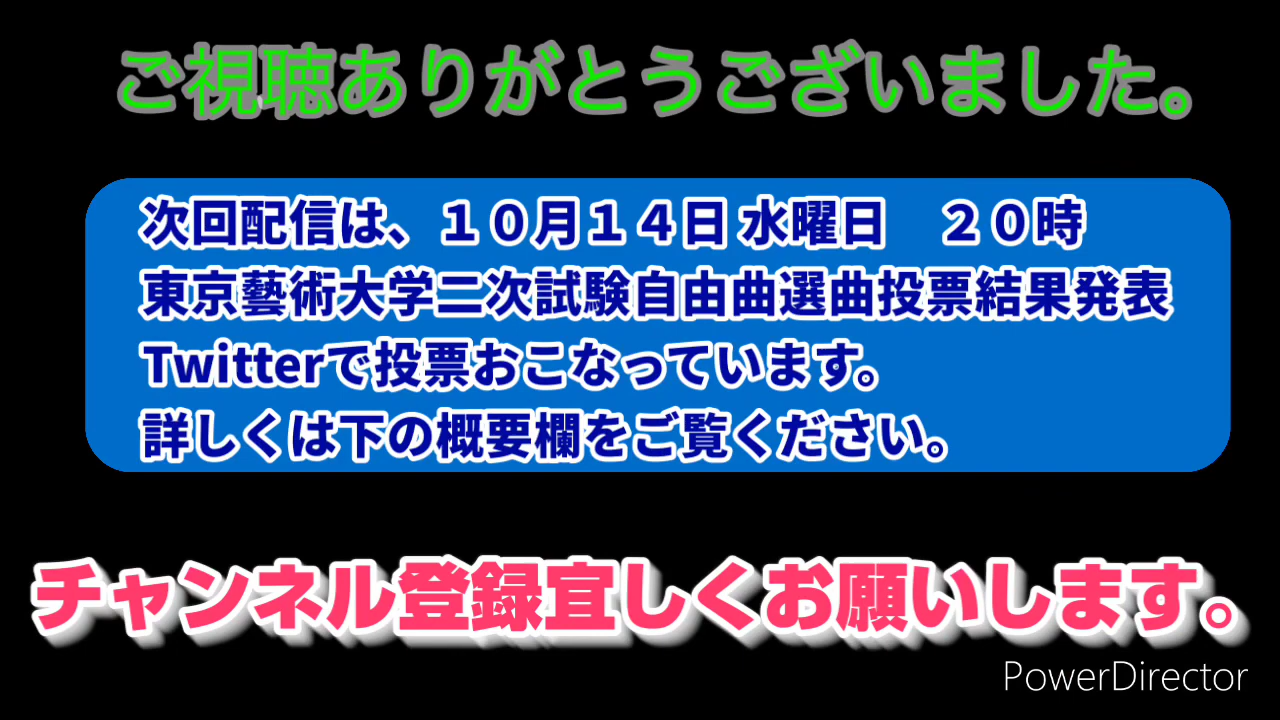 ご視聴ありがとうございました。
次回配信は、１０月１４日 水曜日　２０時
東京藝術大学二次試験自由曲選曲投票結果発表
Twitterで投票おこなっています。
詳しくは下の概要欄をご覧ください。
チャンネル登録宜しくお願いします。
PowerDirector